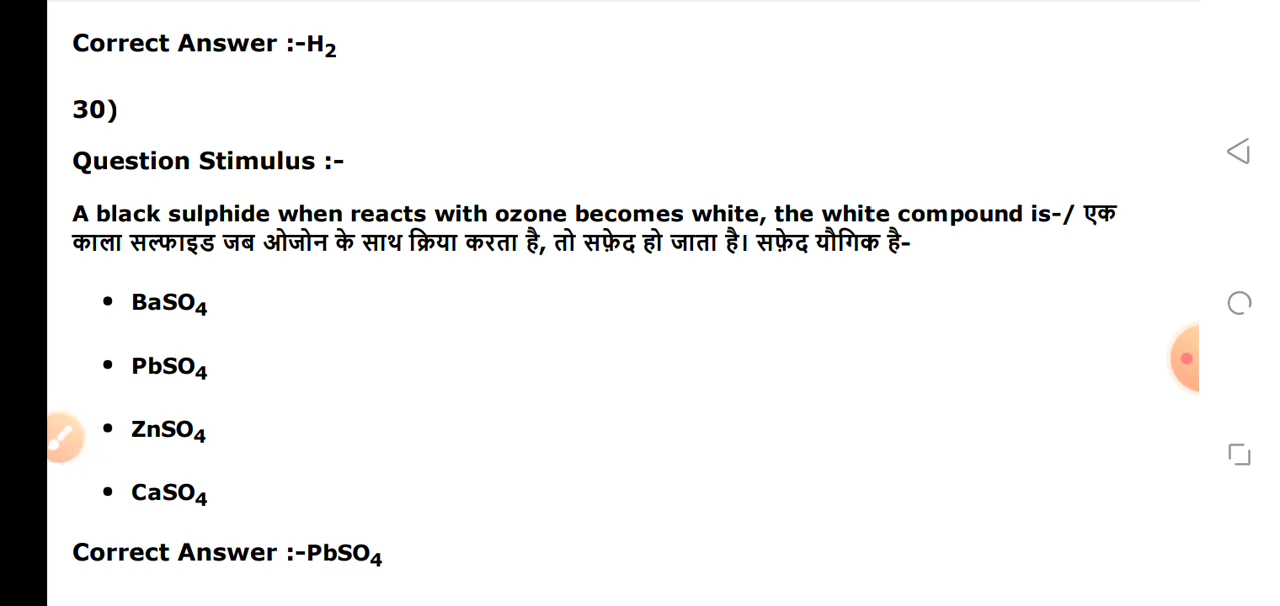 Correct Answer :-H₂
30)
Question Stimulus :-
A black sulphide when reacts with ozone becomes white, the white compound is-/ एक
काला सल्फाइड जब ओजोन के साथ क्रिया करता है, तो सफ़ेद हो जाता है। सफ़ेद यौगिक है-
• BaSO₄
• PbSO₄
• ZnSO₄
• CaSO₄
Correct Answer :-PbSO₄